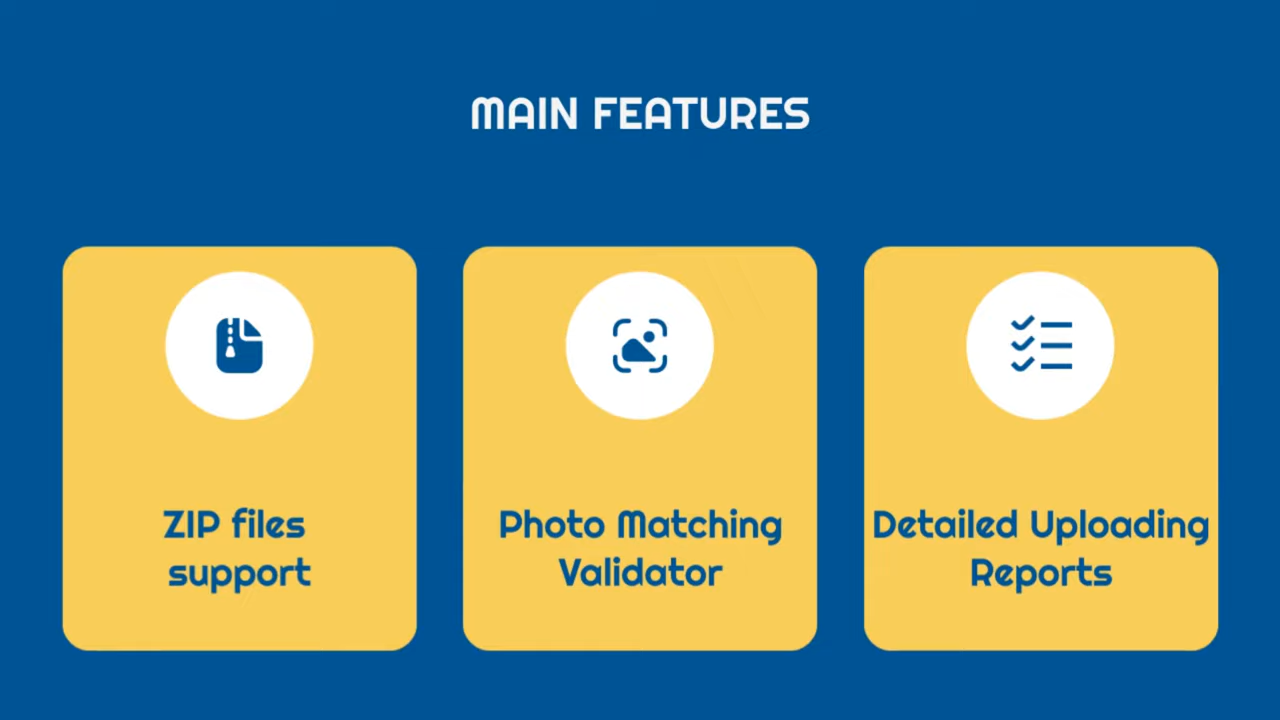 MAIN FEATURES
ZIP files
support
Photo Matching
Validator
Detailed Uploading
Reports